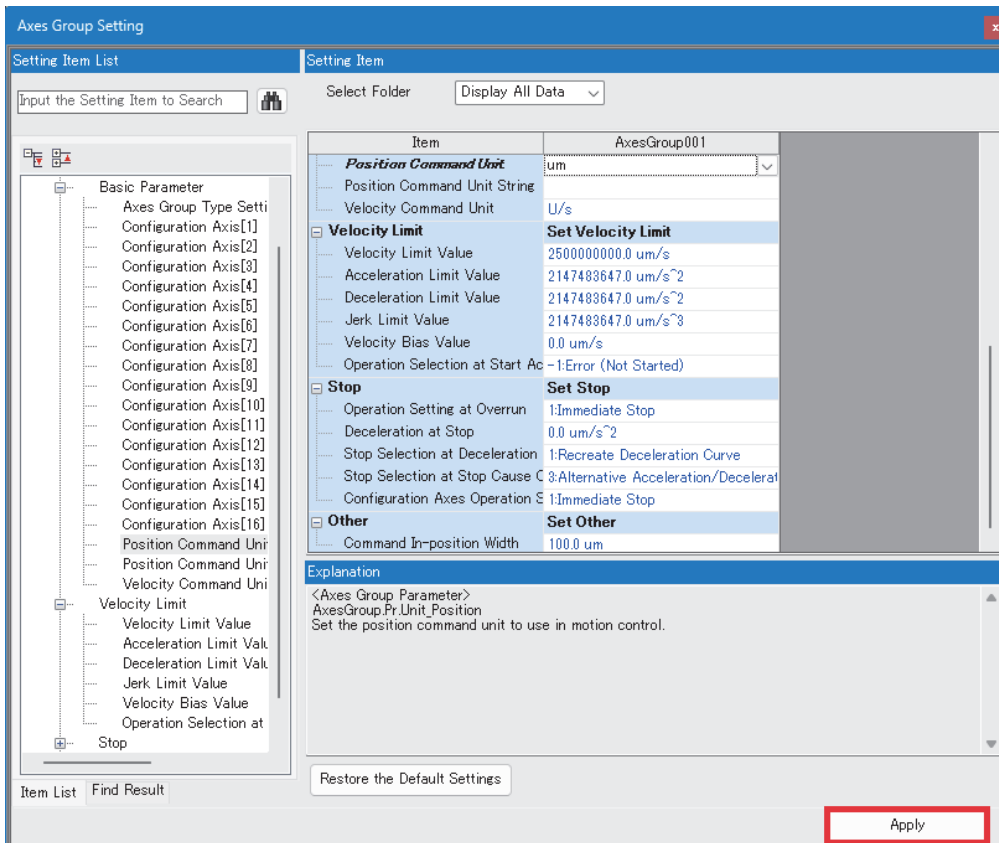 Axes Group Setting
x
Setting Item List
Setting Item
Input the Setting Item to Search
Select Folder
Display All Data
Basic Parameter
Axes Group Type Setti
Configuration Axis[1]
Configuration Axis[2]
Configuration Axis[3]
Configuration Axis[4]
Configuration Axis[5]
Configuration Axis[6]
Configuration Axis[7]
Configuration Axis[8]
Configuration Axis[9]
Configuration Axis[10]
Configuration Axis[11]
Configuration Axis[12]
Configuration Axis[13]
Configuration Axis[14]
Configuration Axis[15]
Configuration Axis[16]
Position Command Uni
Position Command Uni
Velocity Command Uni
Velocity Limit
Velocity Limit Value
Acceleration Limit Valu
Deceleration Limit Valu
Jerk Limit Value
Velocity Bias Value
Operation Selection at
Stop
Item List
Find Result
Item AxesGroup001
Position Command Unit um
Position Command Unit String
Velocity Command Unit U/s
Velocity Limit Set Velocity Limit
Velocity Limit Value 2500000000.0 um/s
Acceleration Limit Value 2147483647.0 um/s^2
Deceleration Limit Value 2147483647.0 um/s^2
Jerk Limit Value 2147483647.0 um/s^3
Velocity Bias Value 0.0 um/s
Operation Selection at Start Ac -1:Error (Not Started)
Stop Set Stop
Operation Setting at Overrun 1:Immediate Stop
Deceleration at Stop 0.0 um/s^2
Stop Selection at Deceleration 1:Recreate Deceleration Curve
Stop Selection at Stop Cause C 3:Alternative Acceleration/Decelerat
Configuration Axes Operation S 1:Immediate Stop
Other Set Other
Command In-position Width 100.0 um
Explanation
<Axes Group Parameter>
AxesGroup.Pr.Unit_Position
Set the position command unit to use in motion control.
Restore the Default Settings
Apply